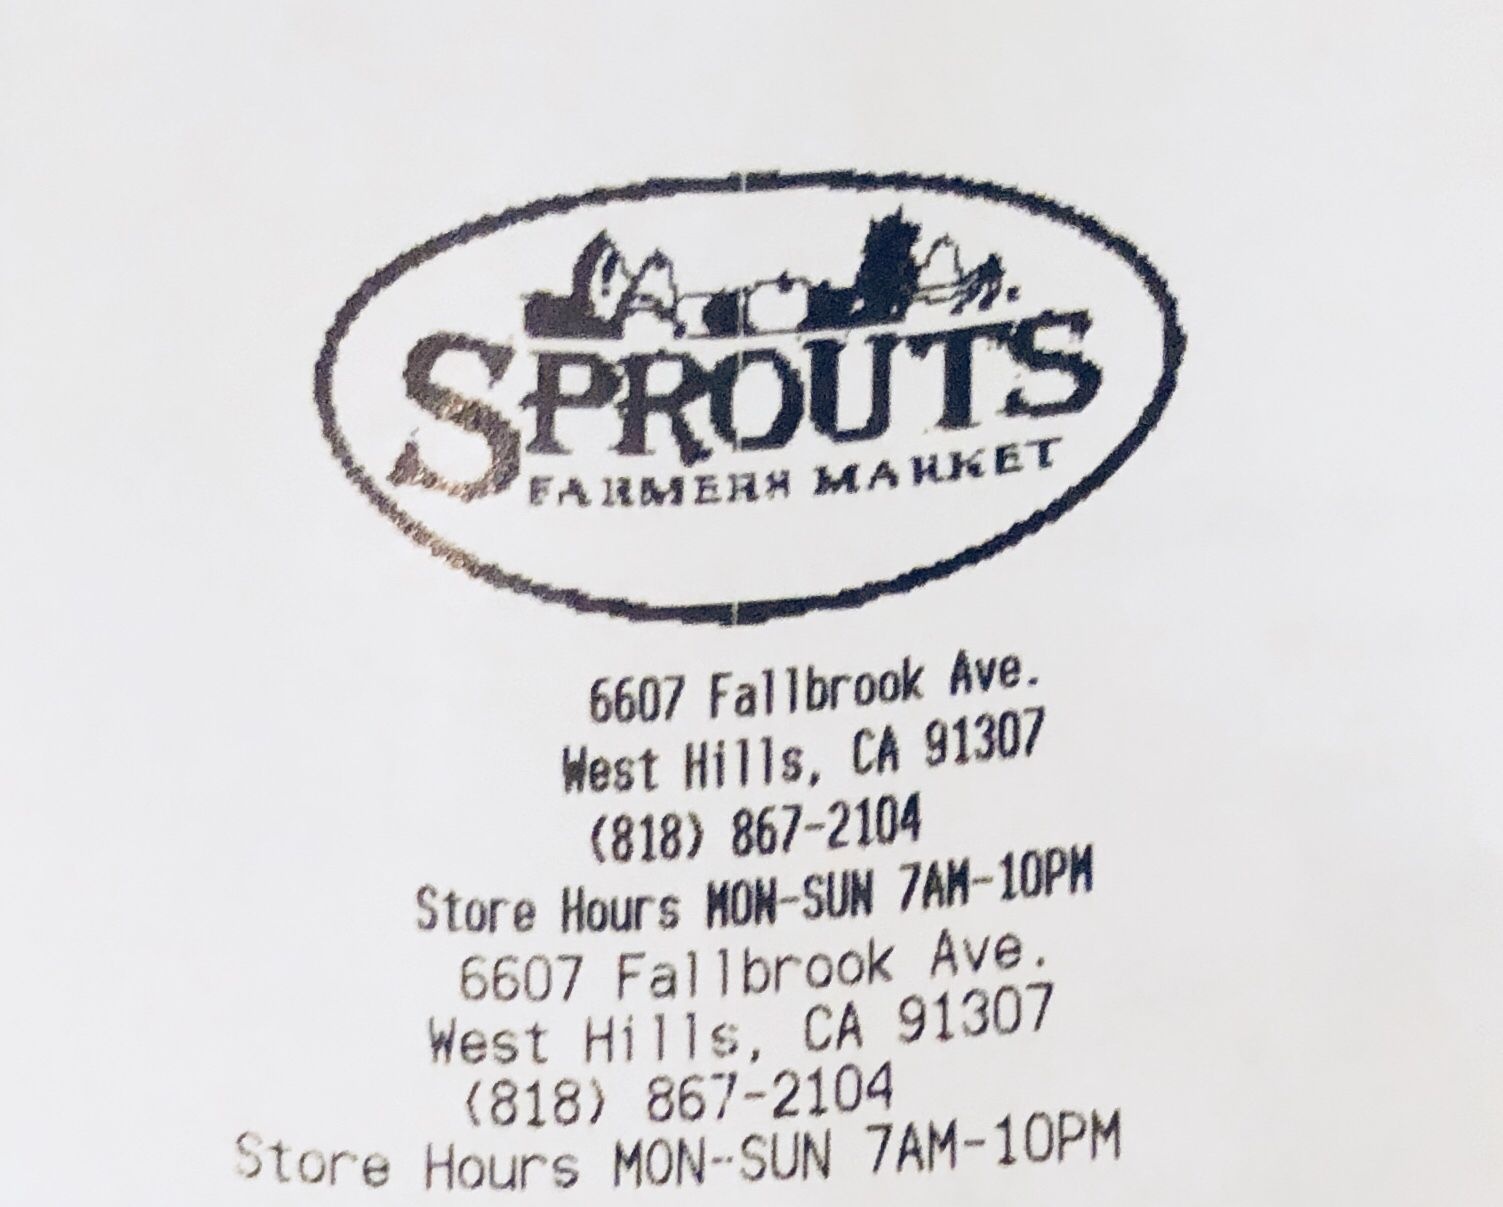 SPROUTS
FARMERS MARKET
6607 Fallbrook Ave.
West Hills, CA 91307
(818) 867-2104
Store Hours MON-SUN 7AM-10PM
6607 Fallbrook Ave.
West Hills, CA 91307
(818) 867-2104
Store Hours MON-SUN 7AM-10PM